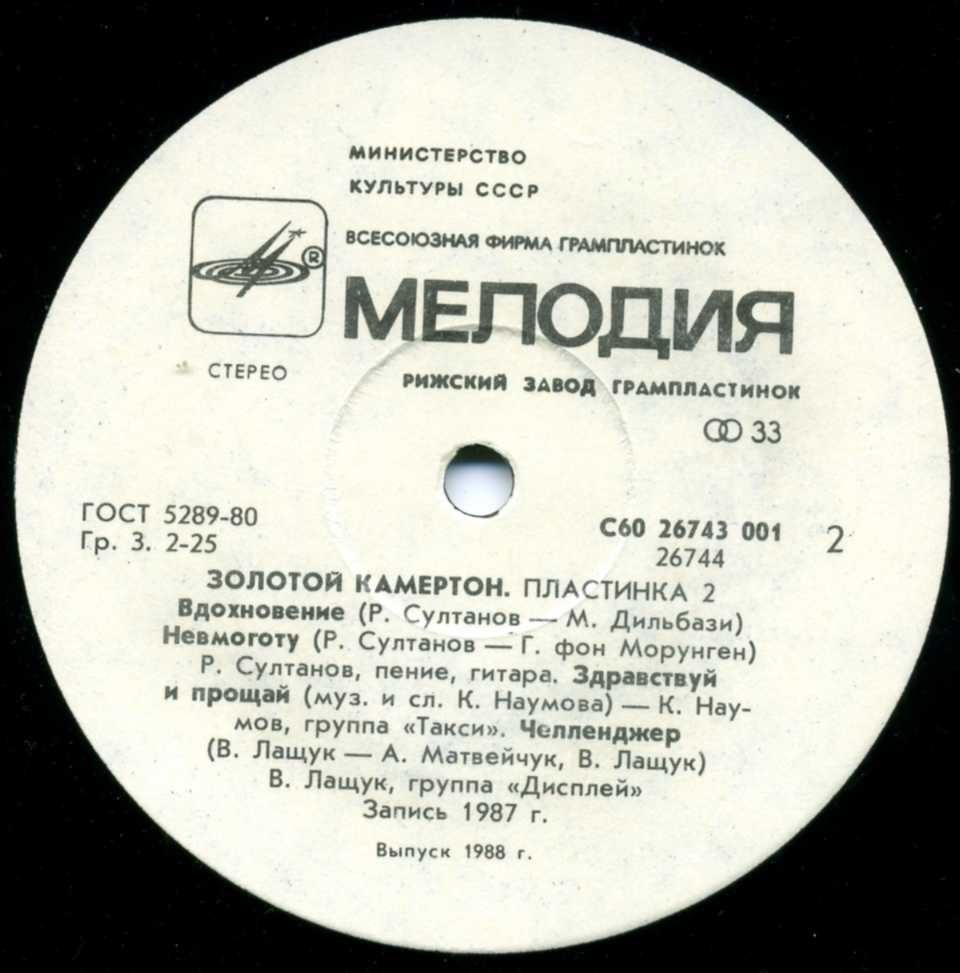 МИНИСТЕРСТВО
КУЛЬТУРЫ СССР
ВСЕСОЮЗНАЯ ФИРМА ГРАМПЛАСТИНОК
®
МЕЛОДИЯ
СТЕРЕО
РИЖСКИЙ ЗАВОД ГРАМПЛАСТИНОК
33
ГОСТ 5289-80
Гр. 3. 2-25
С60 26743 001
26744
2
ЗОЛОТОЙ КАМЕРТОН. ПЛАСТИНКА 2
Вдохновение (Р. Султанов — М. Дильбази)
Невмоготу (Р. Султанов — Г. фон Морунген)
Р. Султанов, пение, гитара. Здравствуй
и прощай (муз. и сл. К. Наумова) — К. Нау-
мов, группа «Такси». Челленджер
(В. Лащук — А. Матвейчук, В. Лащук)
В. Лащук, группа «Дисплей»
Запись 1987 г.
Выпуск 1988 г.